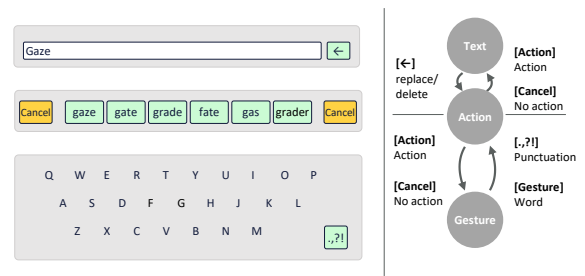 Gaze
←
Cancel gaze gate grade fate gas grader Cancel
Q W E R T Y U I O P
A S D F G H J K L
Z X C V B N M
.,?!
Text
[←]
replace/
delete
[Action]
Action
[Cancel]
No action
Action
[Action]
Action
[.,?!]
Punctuation
[Cancel]
No action
[Gesture]
Word
Gesture